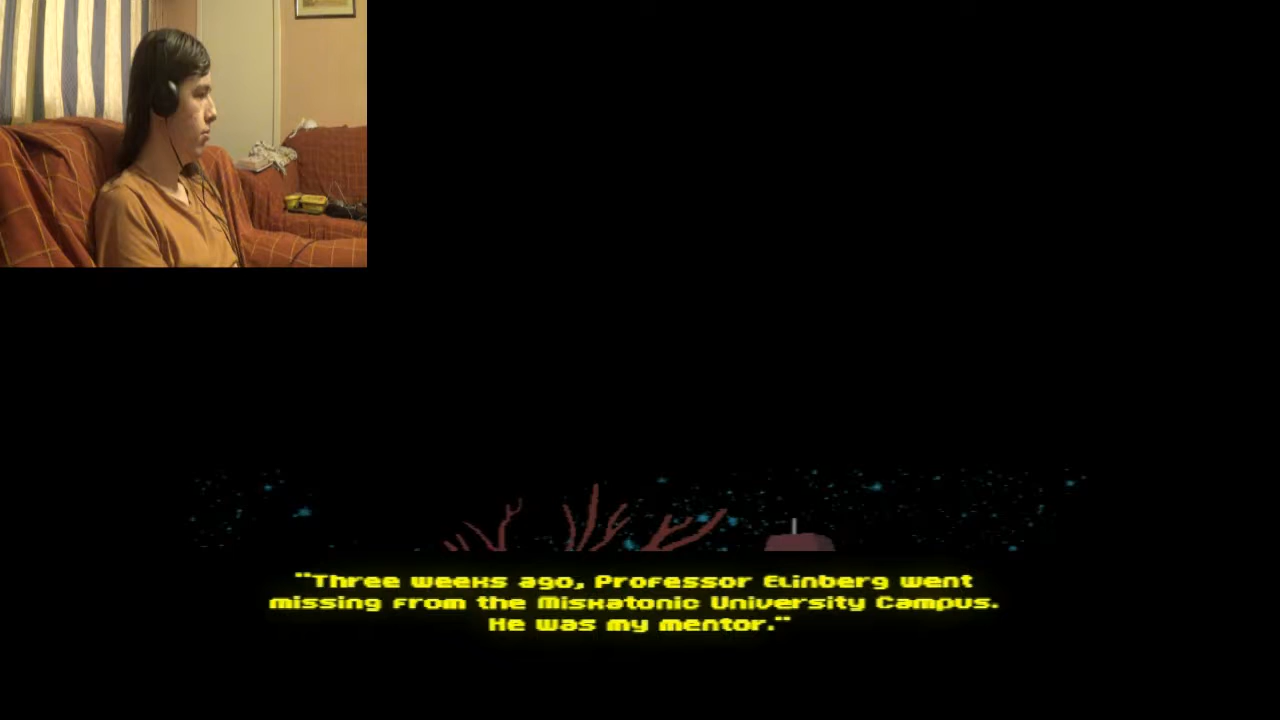 "Three weeks ago, Professor Elinberg went
missing from the Miskatonic University Campus.
He was my mentor."